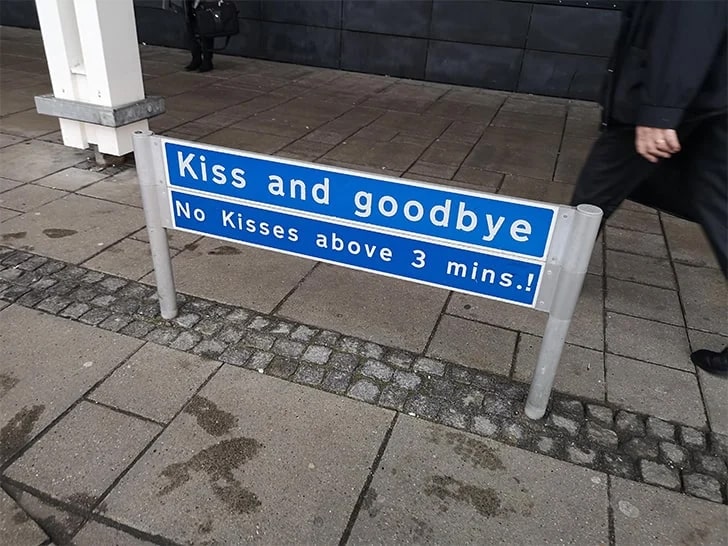 Kiss and goodbye
No Kisses above 3 mins.!